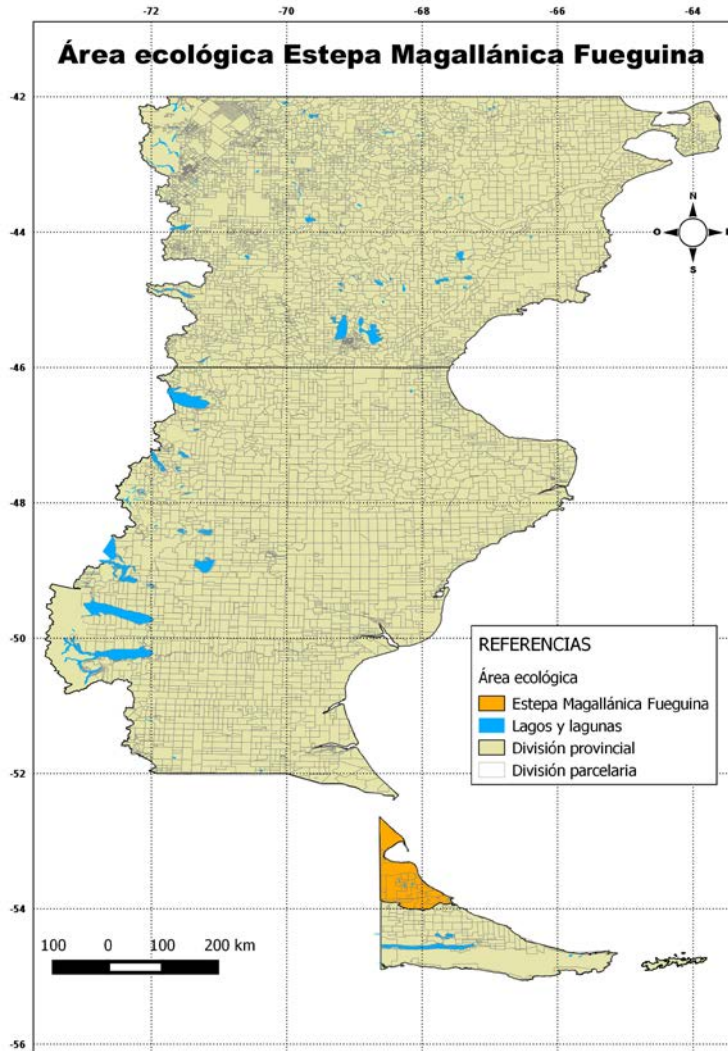 -72 -70 -68 -66 -64
Área ecológica Estepa Magallánica Fueguina
-42
N
-44
O
S
-46
-48
-50
REFERENCIAS
Área ecológica
Estepa Magallánica Fueguina
Lagos y lagunas
División provincial
División parcelaria
-52
-54
100 0 100 200 km
-56